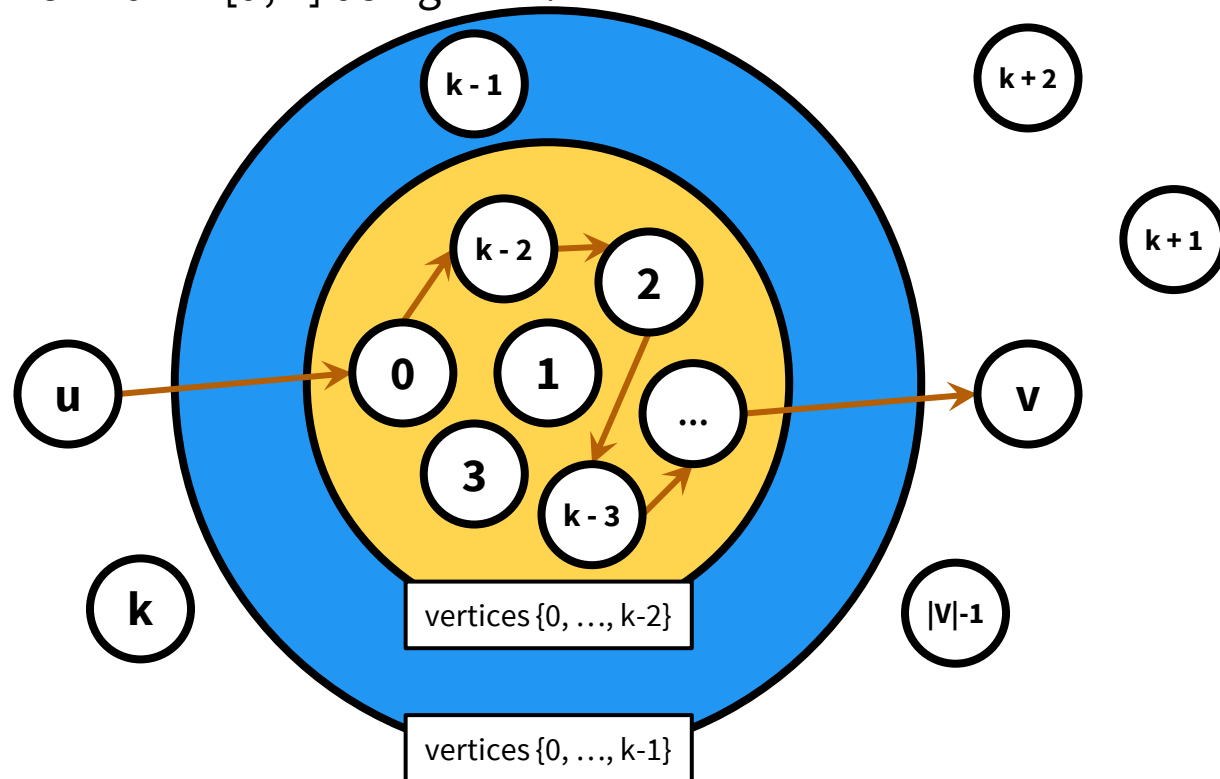 k - 1
k + 2
k + 1
k - 2
2
0
1
u
v
...
3
k - 3
k
|V|-1
vertices {0, …, k-2}
vertices {0, …, k-1}